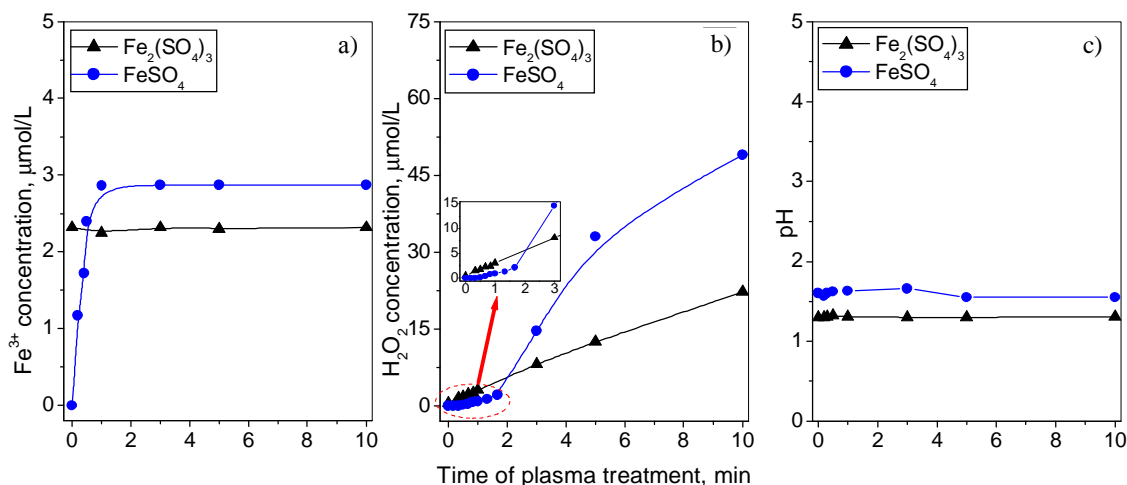 a)
Fe2(SO4)3
FeSO4
Fe3+ concentration, μmol/L
5
4
3
2
1
0
0 2 4 6 8 10
b)
Fe2(SO4)3
FeSO4
H2O2 concentration, μmol/L
75
60
45
30
15
0
15
10
5
0
0 1 2 3
0 2 4 6 8 10
c)
Fe2(SO4)3
FeSO4
pH
5
4
3
2
1
0
0 2 4 6 8 10
Time of plasma treatment, min